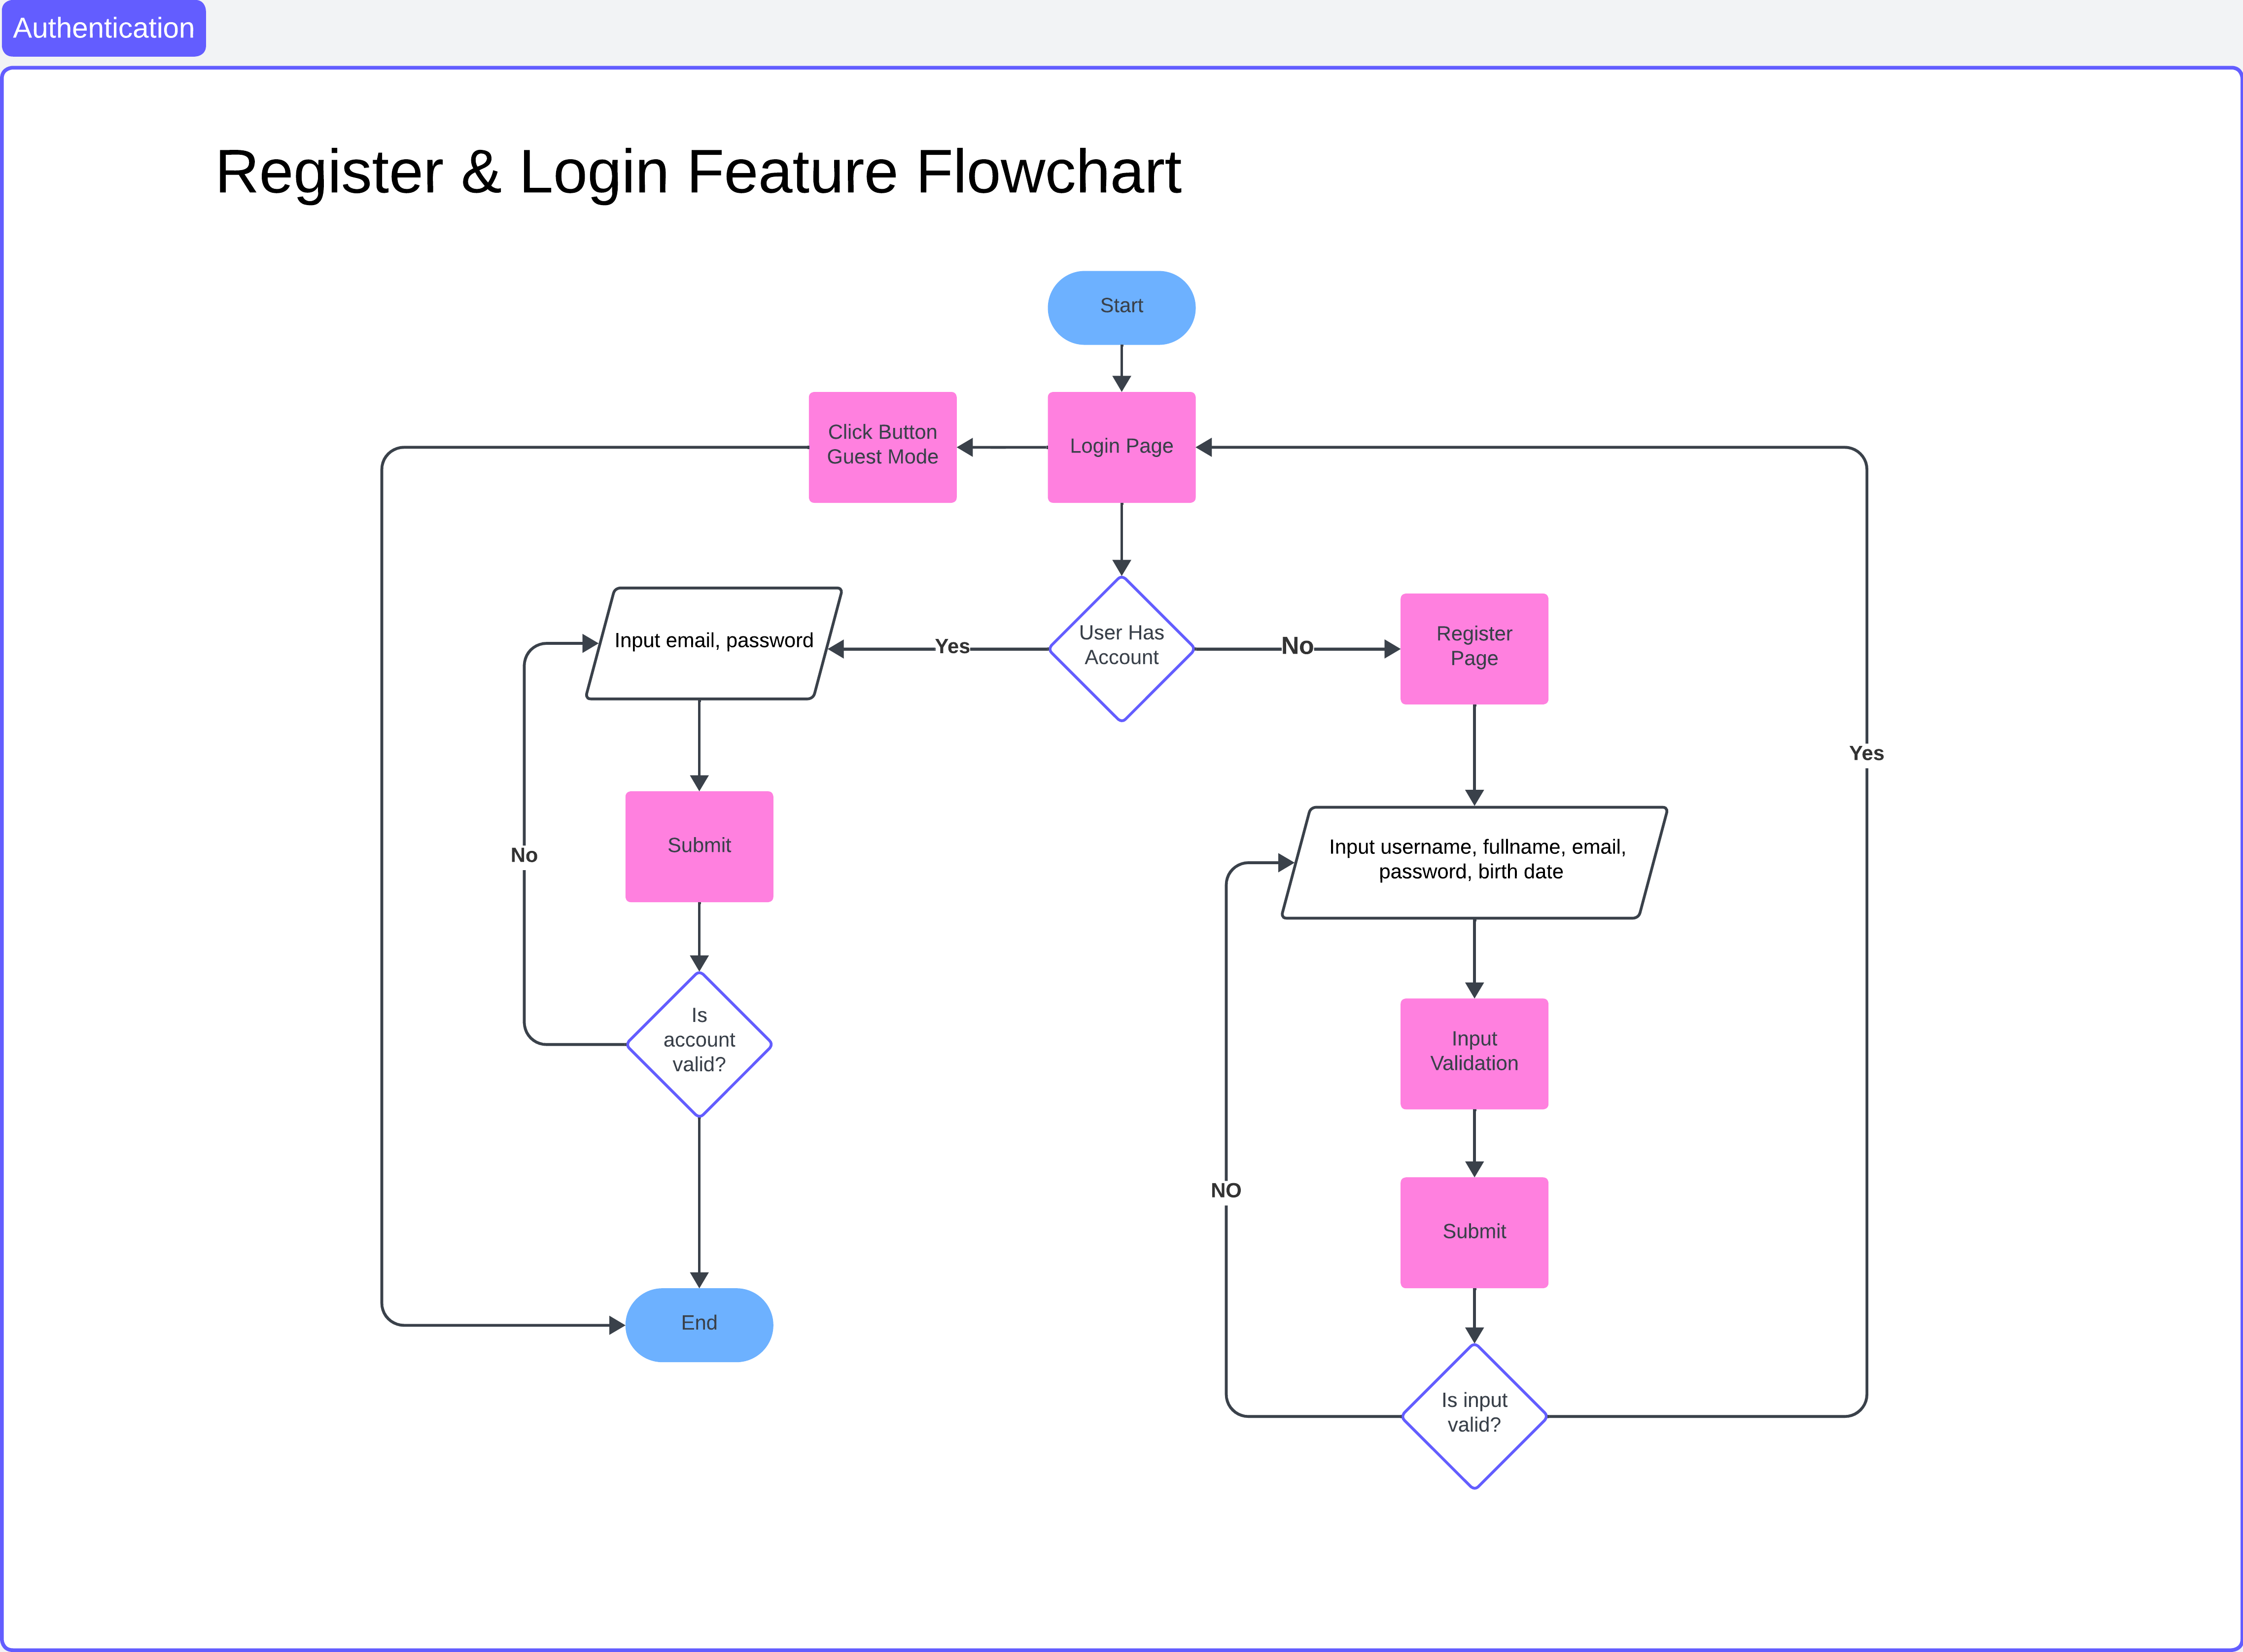 Authentication
Register & Login Feature Flowchart
Start
Click Button
Guest Mode
Login Page
Input email, password
Yes
User Has
Account
No
Register
Page
Yes
Submit
No
Input username, fullname, email,
password, birth date
Is
account
valid?
Input
Validation
NO
Submit
End
Is input
valid?